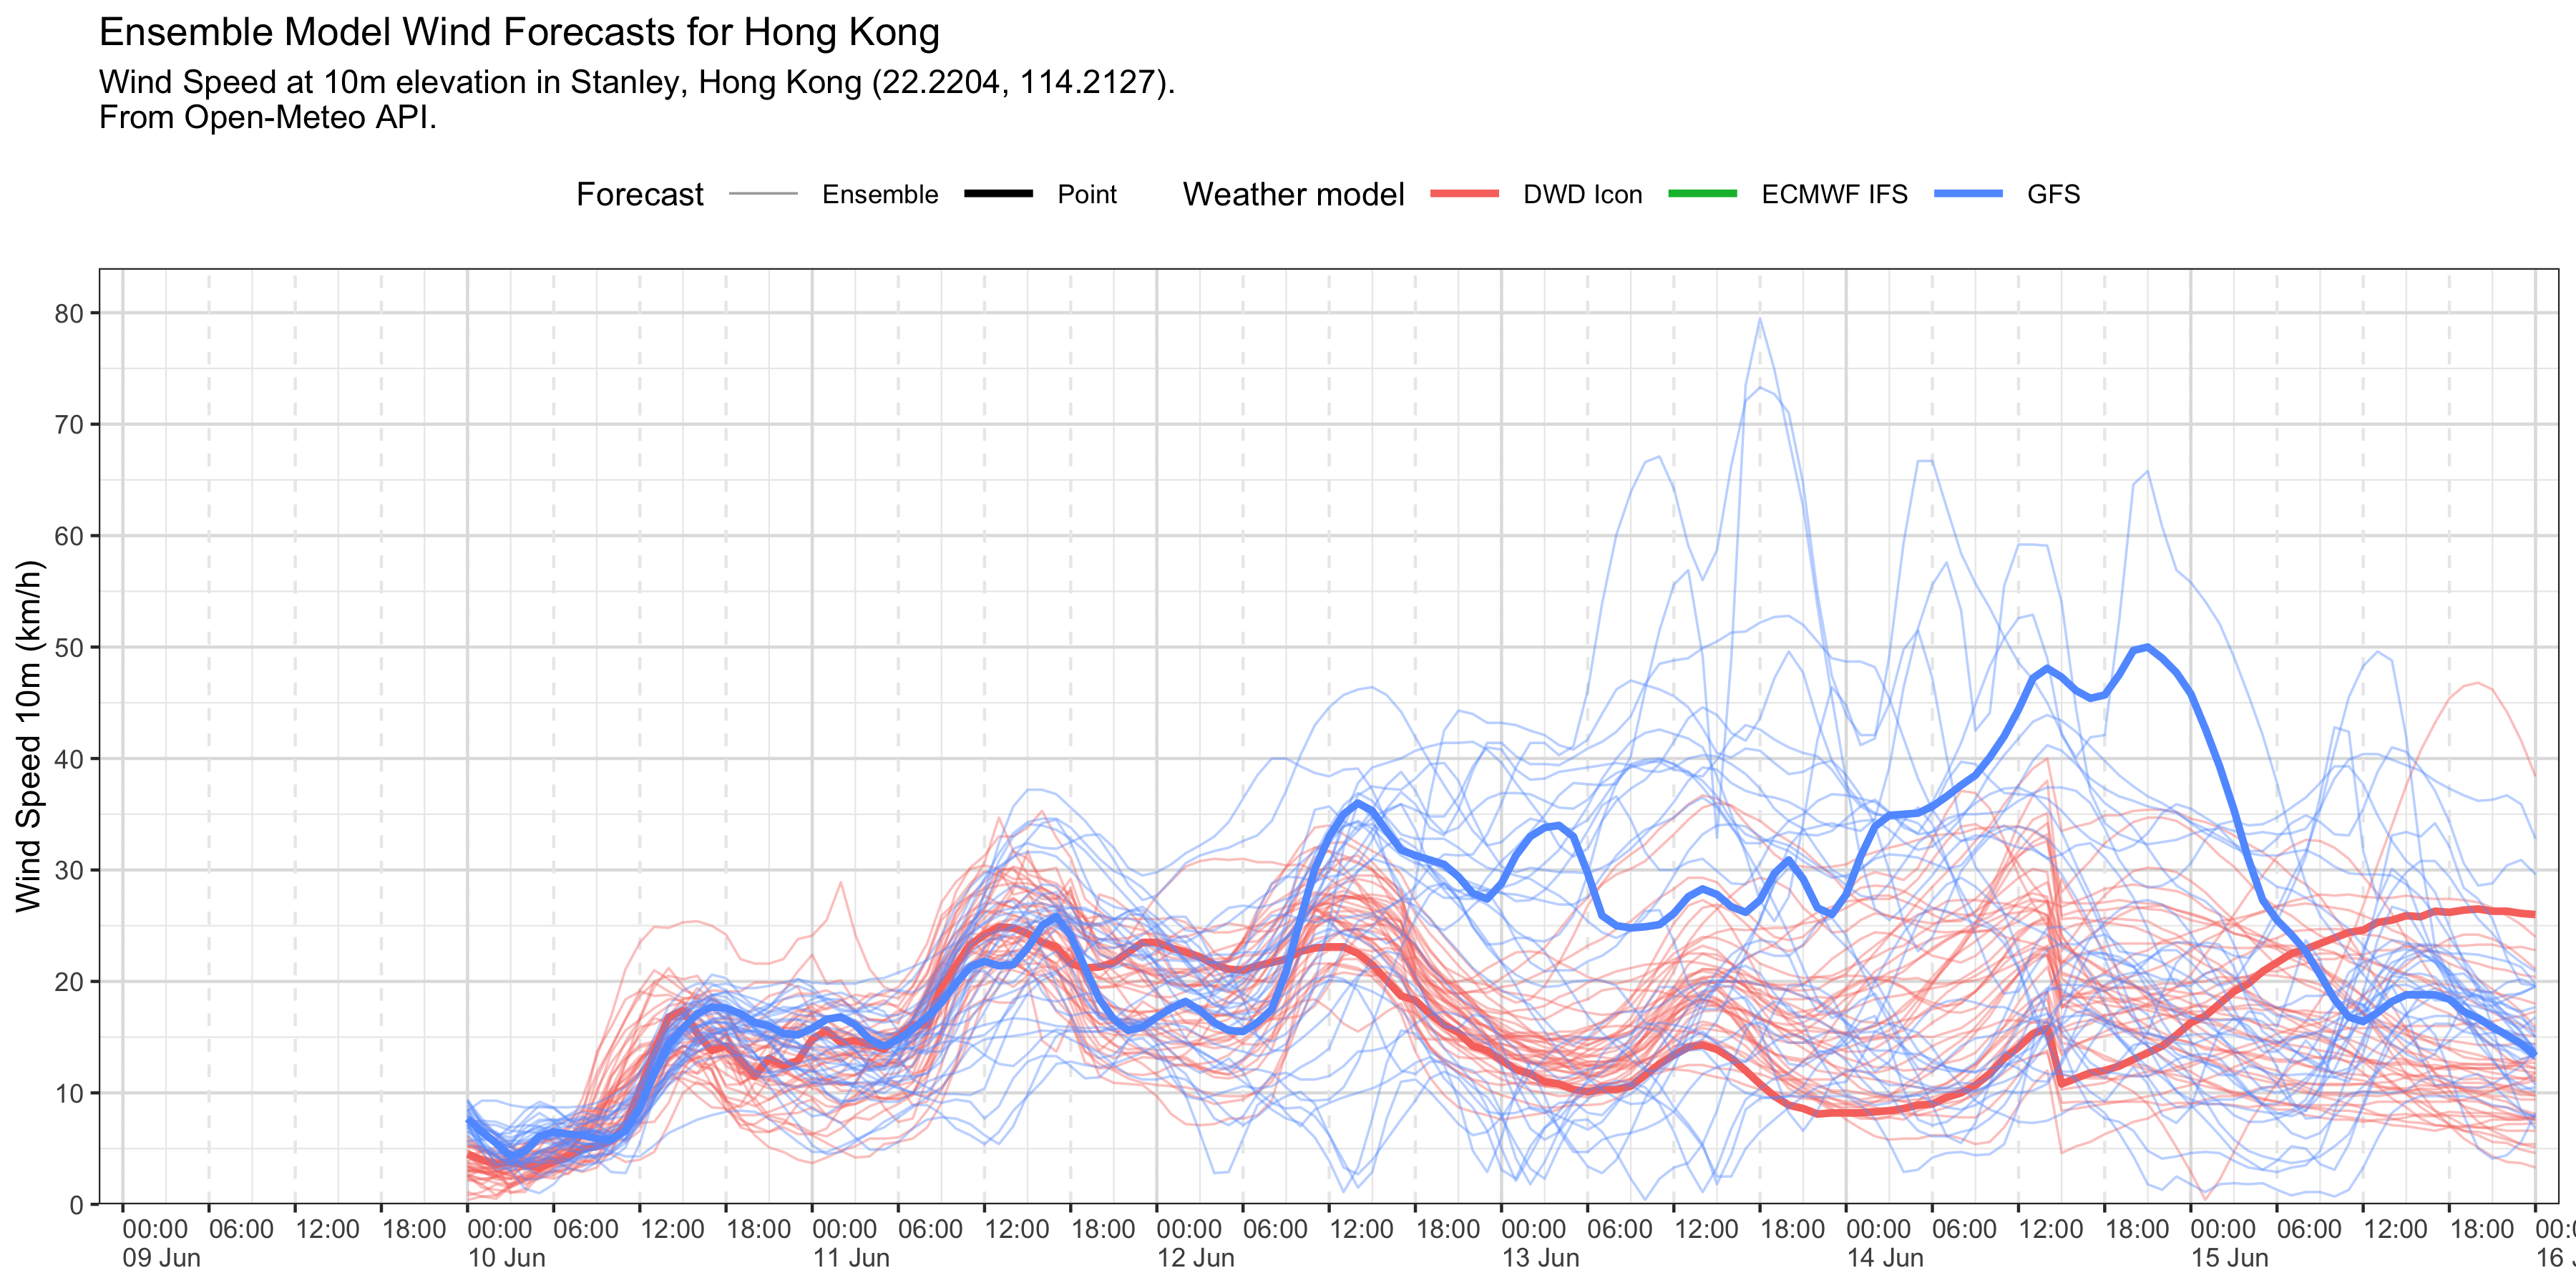 Ensemble Model Wind Forecasts for Hong Kong
Wind Speed at 10m elevation in Stanley, Hong Kong (22.2204, 114.2127).
From Open-Meteo API.
Forecast Ensemble Point Weather model DWD Icon ECMWF IFS GFS
Wind Speed 10m (km/h)
80
70
60
50
40
30
20
10
0
00:00 06:00 12:00 18:00 00:00 06:00 12:00 18:00 00:00 06:00 12:00 18:00 00:00 06:00 12:00 18:00 00:00 06:00 12:00 18:00 00:00 06:00 12:00 18:00 00:00 06:00 12:00 18:00 00:0
09 Jun 10 Jun 11 Jun 12 Jun 13 Jun 14 Jun 15 Jun 16